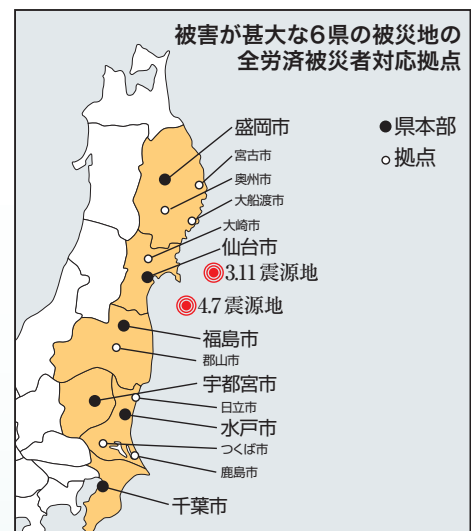 被害が甚大な6県の被災地の
全労済被災者対応拠点
●県本部
○拠点
盛岡市
宮古市
奥州市
大船渡市
大崎市
仙台市
3.11震源地
4.7震源地
福島市
郡山市
宇都宮市
日立市
水戸市
つくば市
鹿島市
千葉市